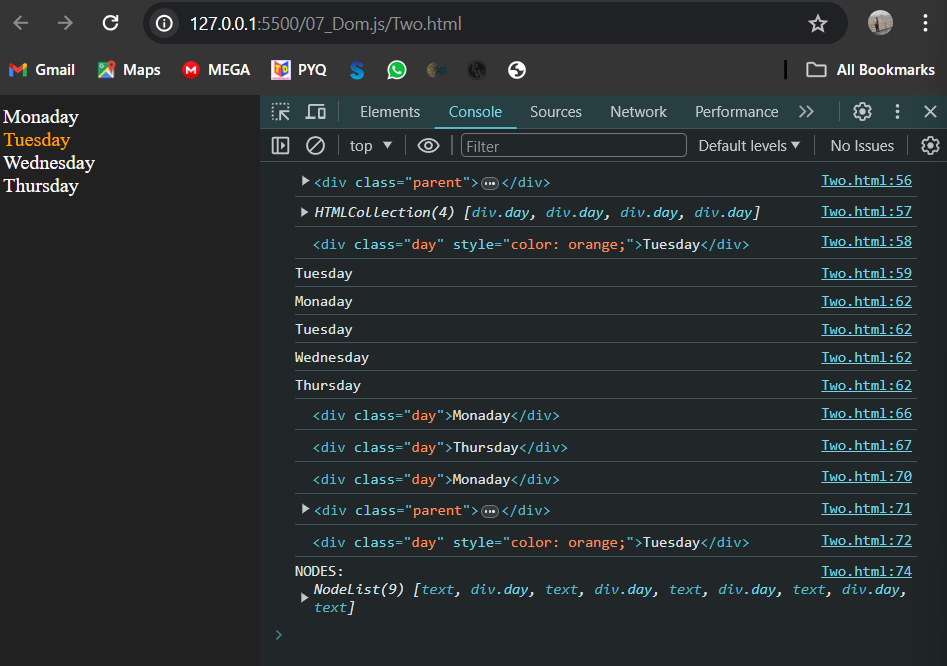 127.0.0.1:5500/07_Dom.js/Two.html
Gmail Maps MEGA PYQ All Bookmarks
Monaday
Tuesday
Wednesday
Thursday
Elements Console Sources Network Performance
top Filter Default levels No Issues
<div class="parent">…</div> Two.html:56
HTMLCollection(4) [div.day, div.day, div.day, div.day] Two.html:57
<div class="day" style="color: orange;">Tuesday</div> Two.html:58
Tuesday Two.html:59
Monaday Two.html:62
Tuesday Two.html:62
Wednesday Two.html:62
Thursday Two.html:62
<div class="day">Monaday</div> Two.html:66
<div class="day">Thursday</div> Two.html:67
<div class="day">Monaday</div> Two.html:70
<div class="parent">…</div> Two.html:71
<div class="day" style="color: orange;">Tuesday</div> Two.html:72
NODES: Two.html:74
NodeList(9) [text, div.day, text, div.day, text, div.day, text, div.day,
text]